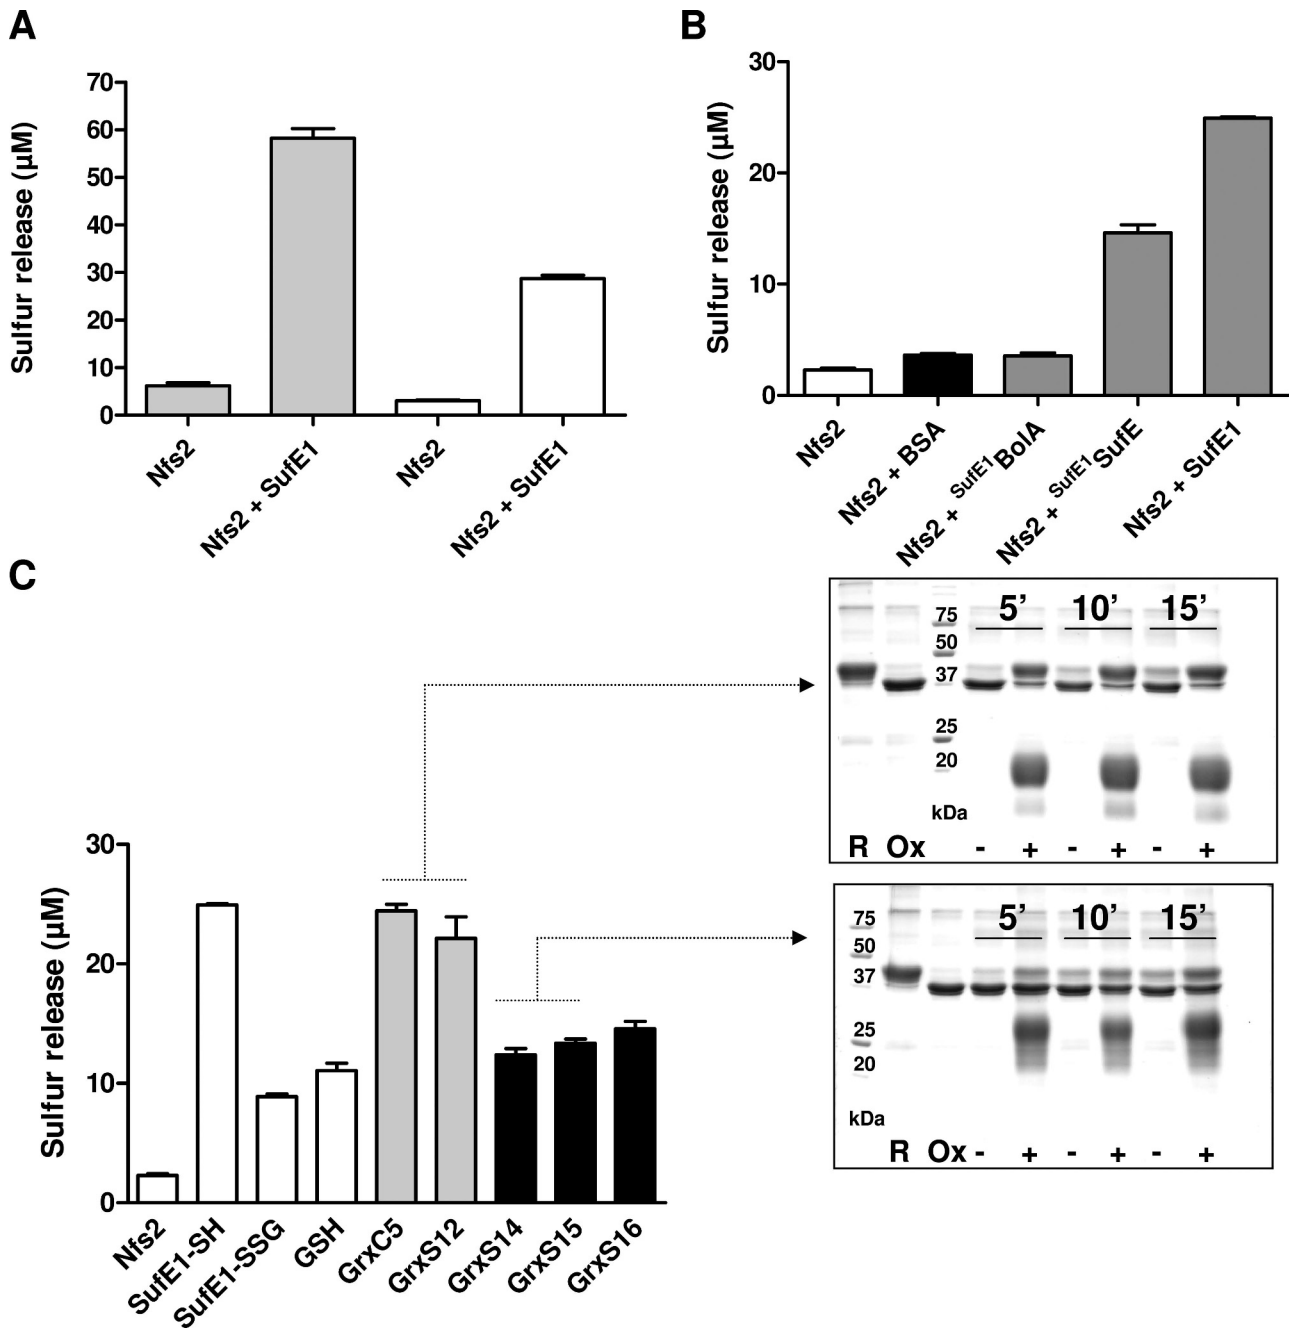 A
Sulfur release (µM)
70
60
50
40
30
20
10
0
Nfs2
Nfs2 + SufE1
Nfs2
Nfs2 + SufE1
B
Sulfur release (µM)
30
20
10
0
Nfs2
Nfs2 + BSA
Nfs2 + SufE1BolA
Nfs2 + SufE1SufE
Nfs2 + SufE1
C
Sulfur release (µM)
30
20
10
0
Nfs2
SufE1-SH
SufE1-SSG
GSH
GrxC5
GrxS12
GrxS14
GrxS15
GrxS16
5’ 10’ 15’
75
50
37
25
20
kDa
R Ox - + - + - +
5’ 10’ 15’
75
50
37
25
20
kDa
R Ox - + - + - +